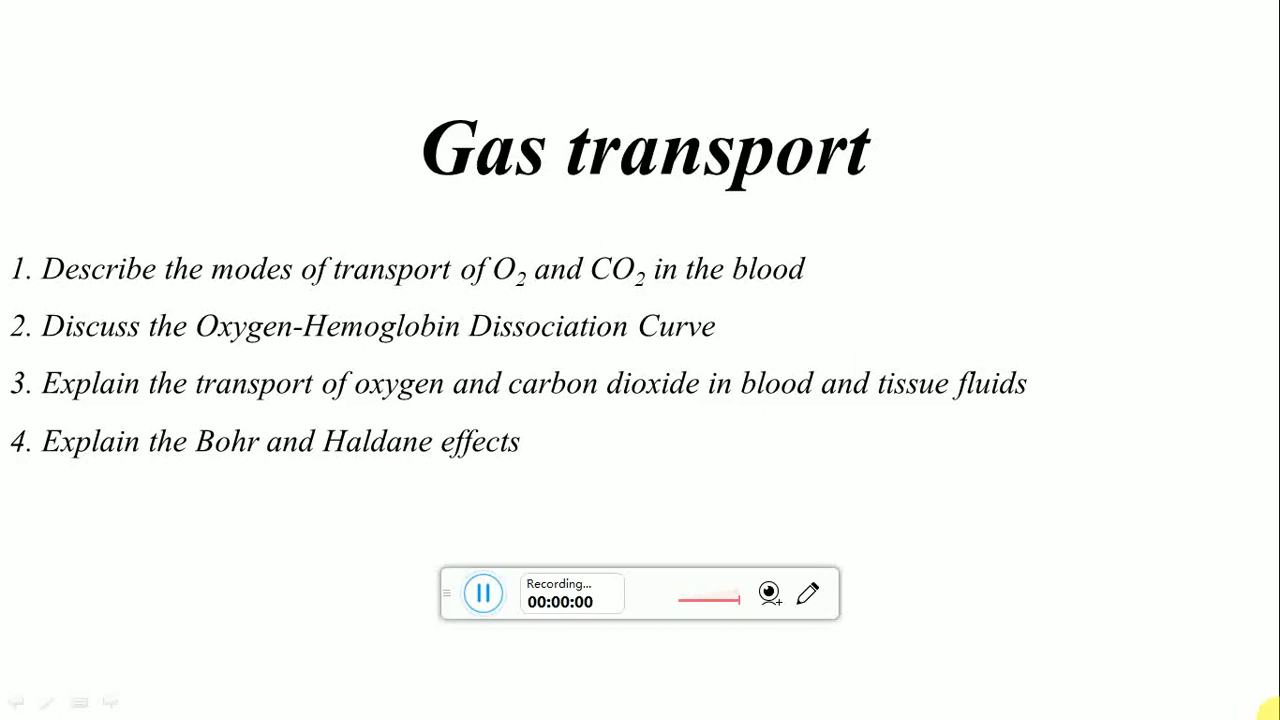 Gas transport
1. Describe the modes of transport of O₂ and CO₂ in the blood
2. Discuss the Oxygen-Hemoglobin Dissociation Curve
3. Explain the transport of oxygen and carbon dioxide in blood and tissue fluids
4. Explain the Bohr and Haldane effects
Recording...
00:00:00